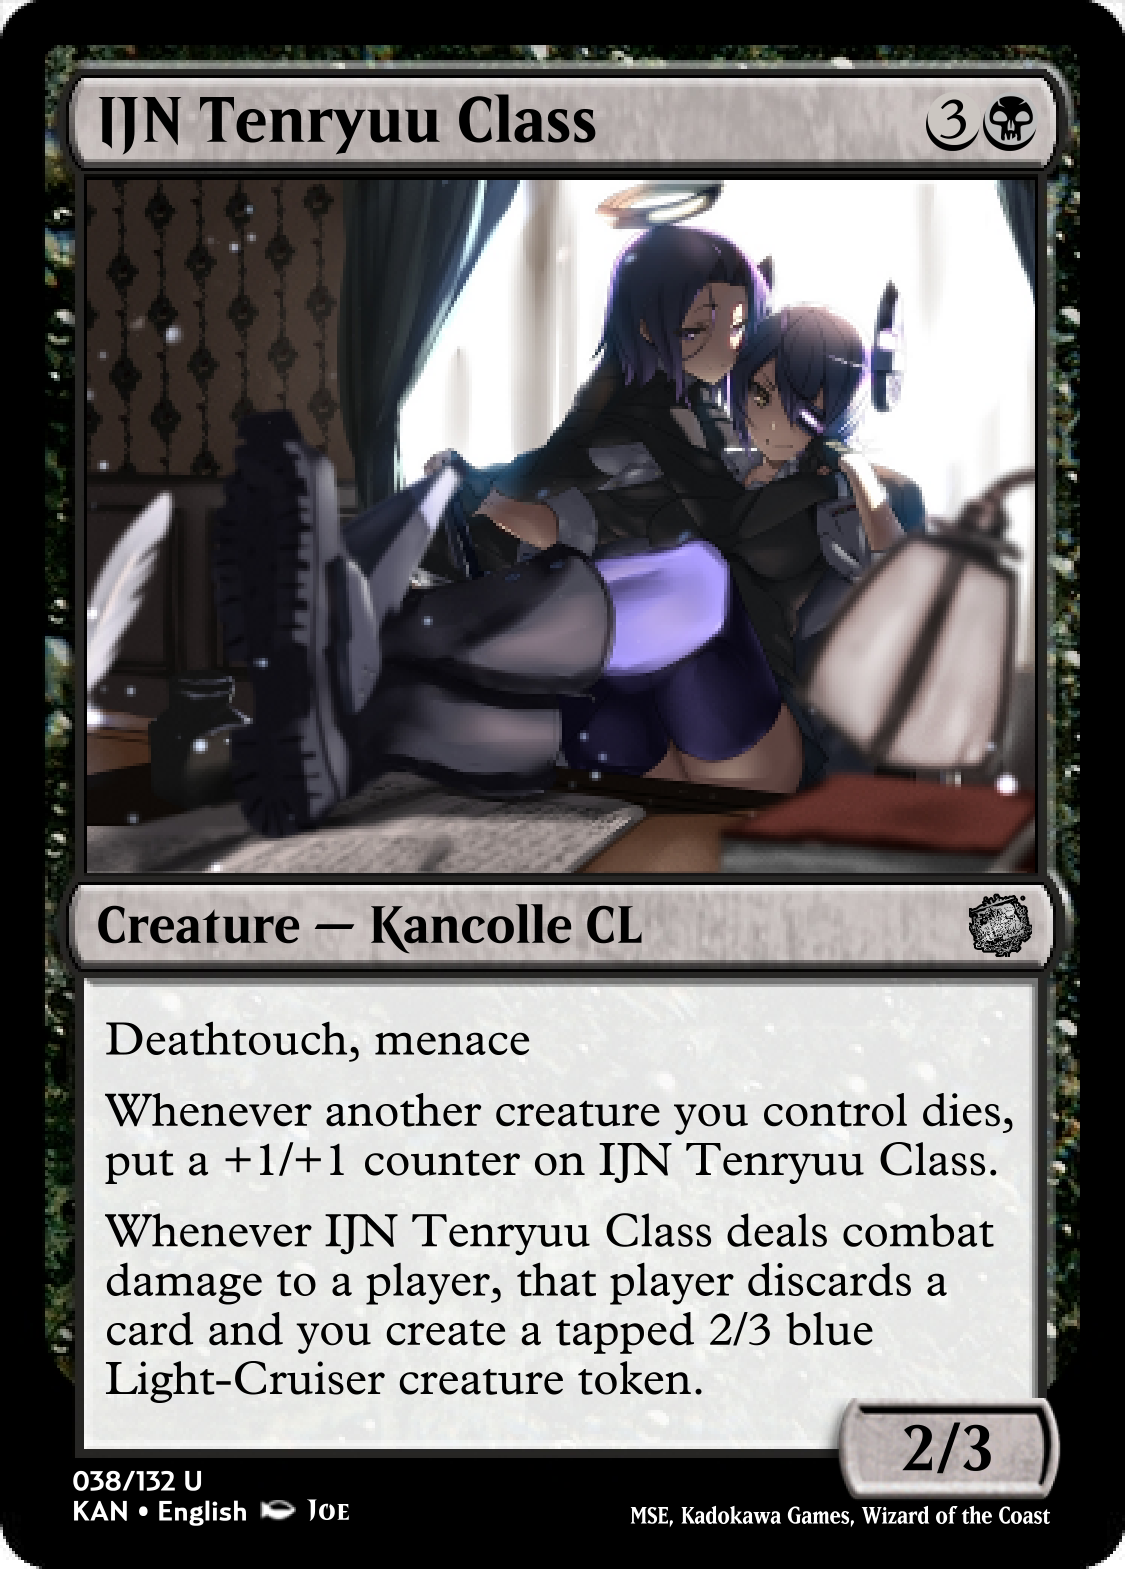 IJN Tenryuu Class 3
Creature — Kancolle CL
Deathtouch, menace
Whenever another creature you control dies,
put a +1/+1 counter on IJN Tenryuu Class.
Whenever IJN Tenryuu Class deals combat
damage to a player, that player discards a
card and you create a tapped 2/3 blue
Light-Cruiser creature token.
2/3
038/132 U
KAN • English JOE
MSE, Kadokawa Games, Wizard of the Coast